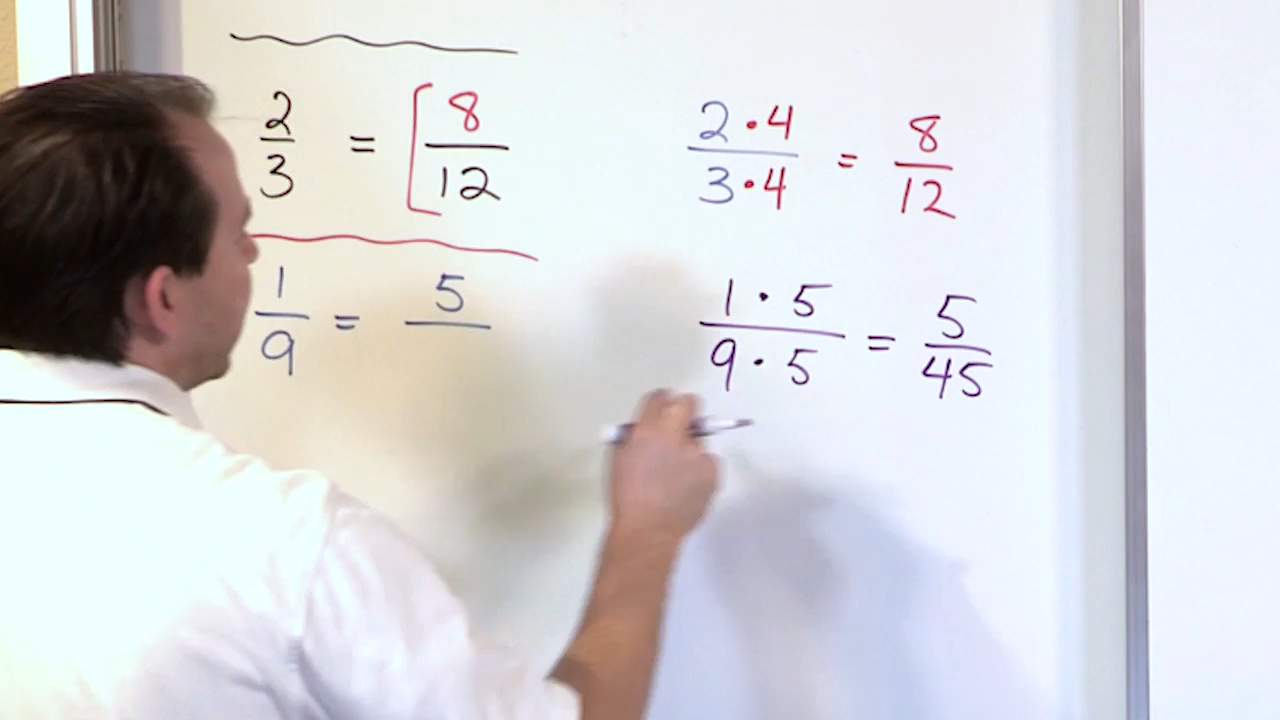 2/3 = [8/12
2·4/3·4 = 8/12
1/9 = 5/
1·5/9·5 = 5/45